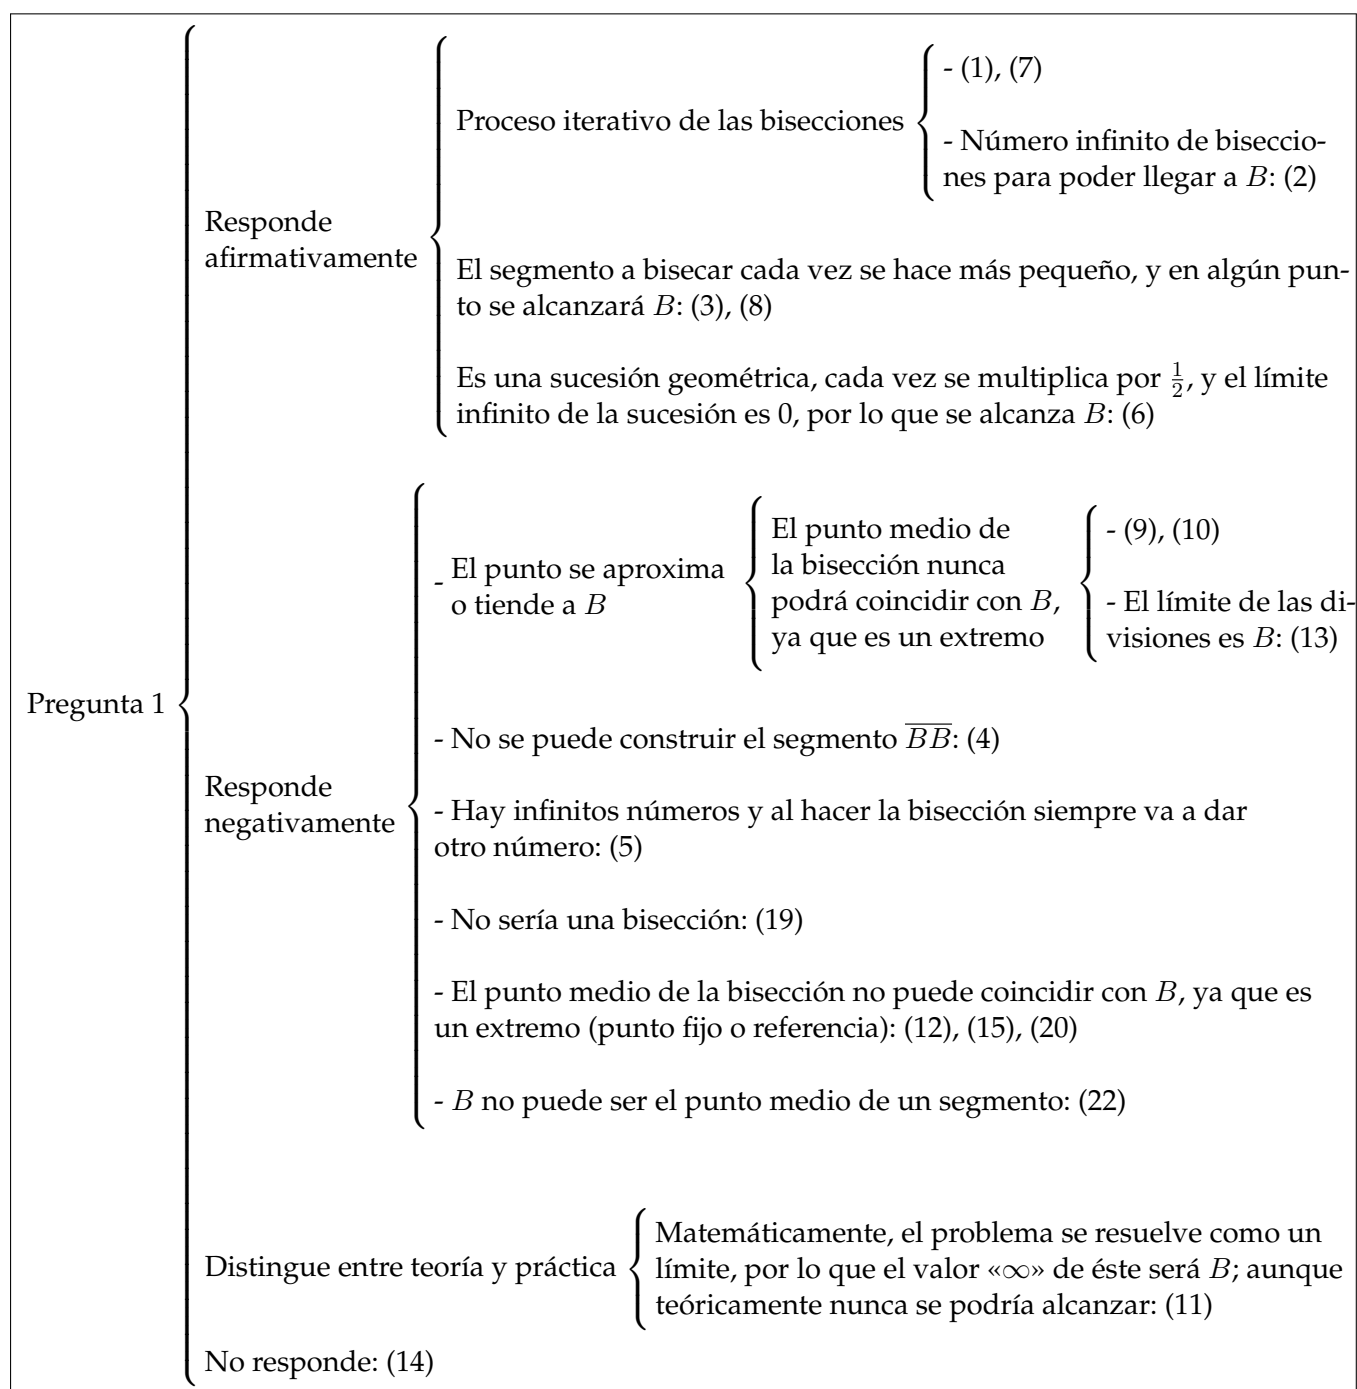 Pregunta 1
Responde
afirmativamente
Proceso iterativo de las bisecciones
- (1), (7)
- Número infinito de biseccio-
nes para poder llegar a B: (2)
El segmento a bisecar cada vez se hace más pequeño, y en algún pun-
to se alcanzará B: (3), (8)
Es una sucesión geométrica, cada vez se multiplica por 1/2, y el límite
infinito de la sucesión es 0, por lo que se alcanza B: (6)
Responde
negativamente
- El punto se aproxima
o tiende a B
El punto medio de
la bisección nunca
podrá coincidir con B,
ya que es un extremo
- (9), (10)
- El límite de las di-
visiones es B: (13)
- No se puede construir el segmento \overline{BB}: (4)
- Hay infinitos números y al hacer la bisección siempre va a dar
otro número: (5)
- No sería una bisección: (19)
- El punto medio de la bisección no puede coincidir con B, ya que es
un extremo (punto fijo o referencia): (12), (15), (20)
- B no puede ser el punto medio de un segmento: (22)
Distingue entre teoría y práctica
Matemáticamente, el problema se resuelve como un
límite, por lo que el valor «∞» de éste será B; aunque
teóricamente nunca se podría alcanzar: (11)
No responde: (14)